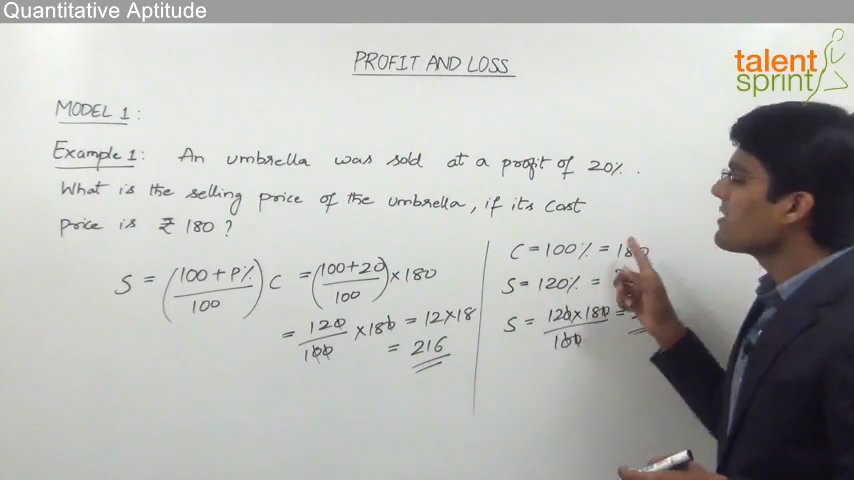 Quantitative Aptitude
talent
sprint
PROFIT AND LOSS
MODEL 1:
Example 1: An umbrella was sold at a profit of 20%.
What is the selling price of the umbrella, if its cost
price is ₹ 180?
S = (100 + P% / 100) C = (100+20 / 100) × 180
= 120 / 100 × 180 = 12 × 18
= 216
C = 100% = 180
S = 120% =
S = 120 × 180 / 100 =